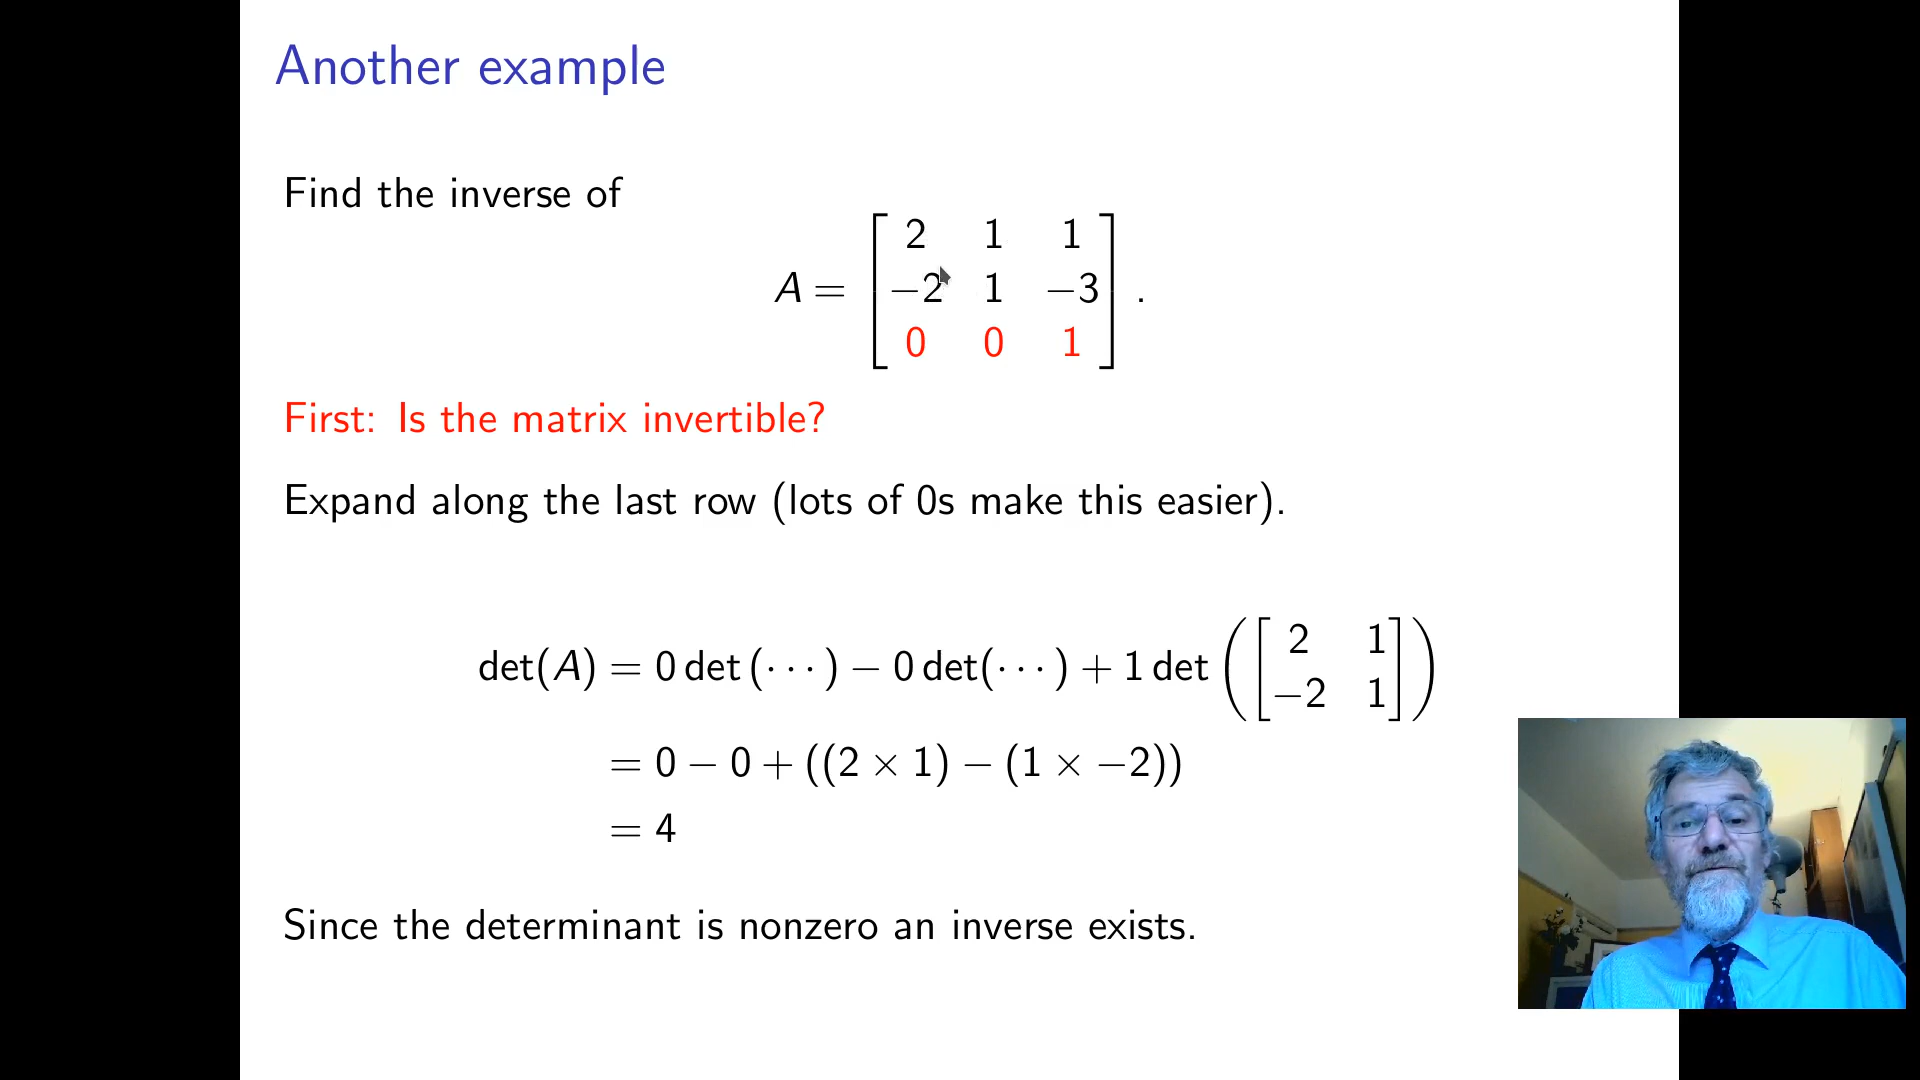 Another example
Find the inverse of
A = [ 2 1 1
−2 1 −3
0 0 1 ] .
First: Is the matrix invertible?
Expand along the last row (lots of 0s make this easier).
det(A) = 0 det (· · · ) − 0 det(· · · ) + 1 det ( [ 2 1
−2 1 ] )
= 0 − 0 + ((2 × 1) − (1 × −2))
= 4
Since the determinant is nonzero an inverse exists.